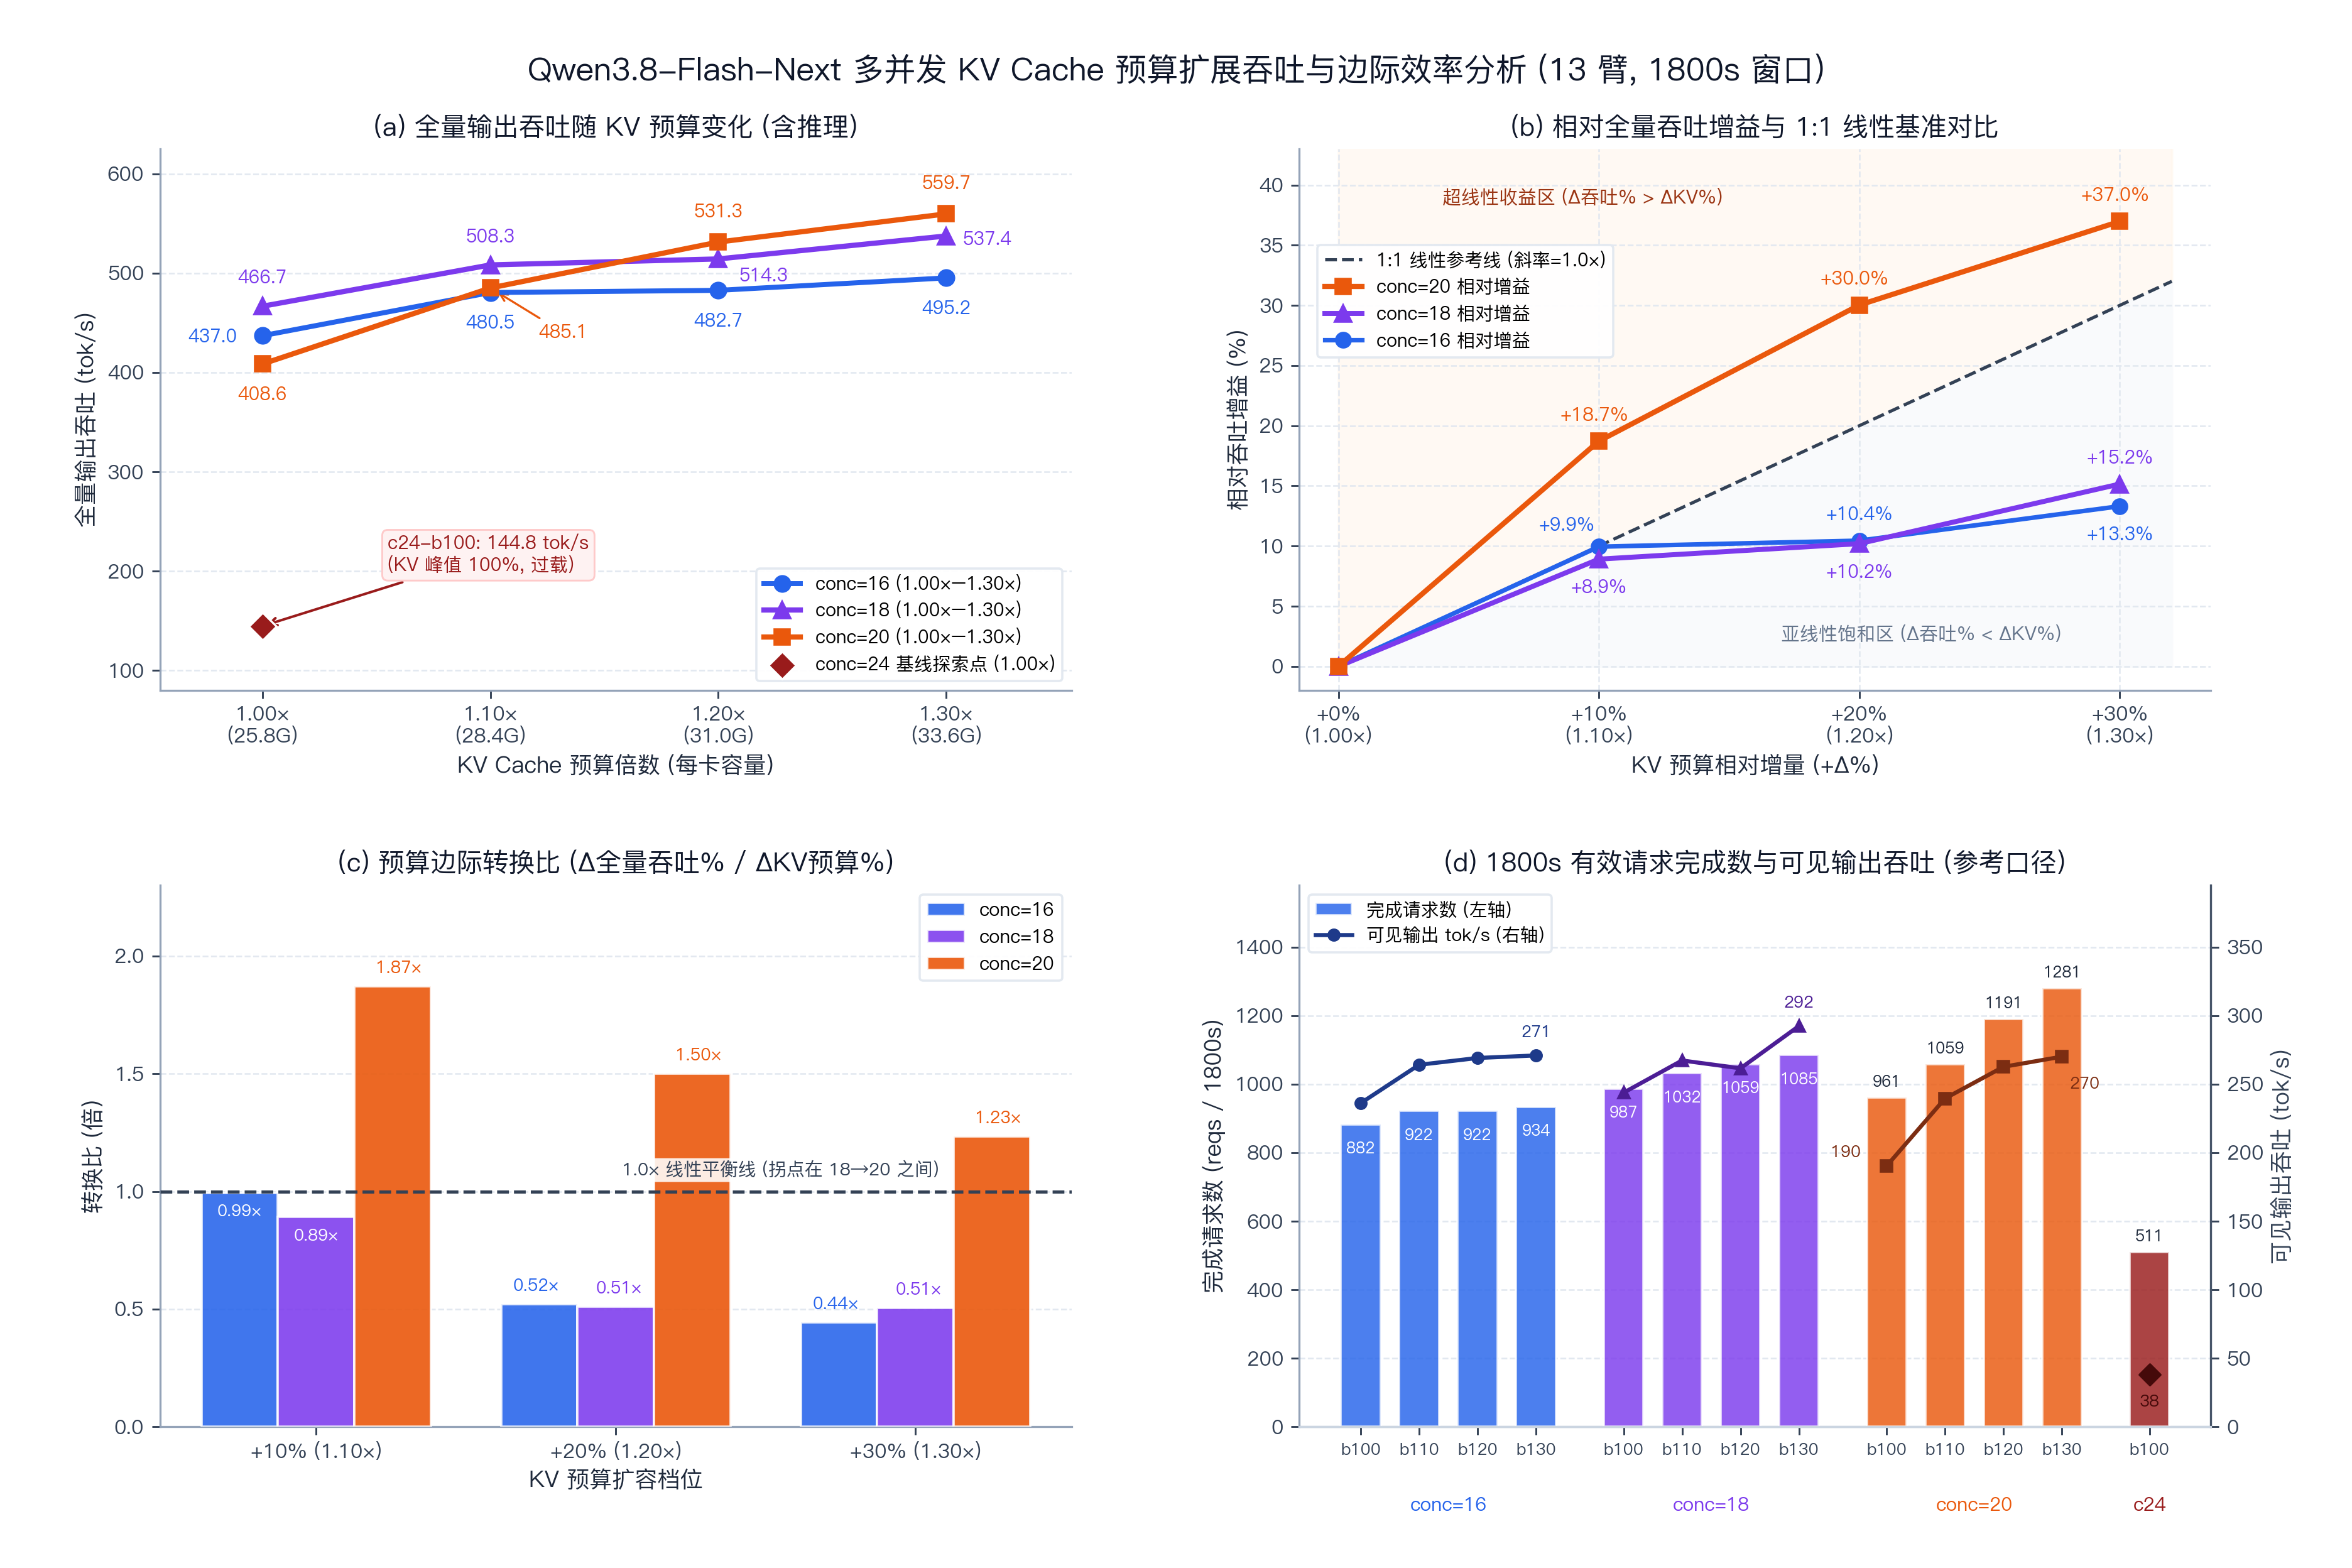 Qwen3.8-Flash-Next 多并发 KV Cache 预算扩展吞吐与边际效率分析 (13 臂, 1800s 窗口)
(a) 全量输出吞吐随 KV 预算变化 (含推理)
全量输出吞吐 (tok/s)
600
500
400
300
200
100
466.7
437.0
408.6
508.3
480.5
485.1
531.3
514.3
482.7
559.7
537.4
495.2
c24-b100: 144.8 tok/s
(KV 峰值 100%, 过载)
conc=16 (1.00×—1.30×)
conc=18 (1.00×—1.30×)
conc=20 (1.00×—1.30×)
conc=24 基线探索点 (1.00×)
1.00×
(25.8G)
1.10×
(28.4G)
1.20×
(31.0G)
1.30×
(33.6G)
KV Cache 预算倍数 (每卡容量)
(b) 相对全量吞吐增益与 1:1 线性基准对比
相对吞吐增益 (%)
40
35
30
25
20
15
10
5
0
超线性收益区 (Δ吞吐% > ΔKV%)
1:1 线性参考线 (斜率=1.0×)
conc=20 相对增益
conc=18 相对增益
conc=16 相对增益
+37.0%
+30.0%
+18.7%
+15.2%
+9.9%
+10.4%
+13.3%
+8.9%
+10.2%
亚线性饱和区 (Δ吞吐% < ΔKV%)
+0%
(1.00×)
+10%
(1.10×)
+20%
(1.20×)
+30%
(1.30×)
KV 预算相对增量 (+Δ%)
(c) 预算边际转换比 (Δ全量吞吐% / ΔKV预算%)
转换比 (倍)
2.0
1.5
1.0
0.5
0.0
conc=16
conc=18
conc=20
1.87×
1.50×
1.23×
1.0× 线性平衡线 (拐点在 18→20 之间)
0.99×
0.89×
0.52×
0.51×
0.44×
0.51×
+10% (1.10×)
+20% (1.20×)
+30% (1.30×)
KV 预算扩容档位
(d) 1800s 有效请求完成数与可见输出吞吐 (参考口径)
完成请求数 (左轴)
可见输出 tok/s (右轴)
完成请求数 (reqs / 1800s)
1400
1200
1000
800
600
400
200
0
可见输出吞吐 (tok/s)
350
300
250
200
150
100
50
0
882
922
922
934
271
987
1032
1059
1085
292
961
1059
1191
1281
190
270
511
38
b100
b110
b120
b130
b100
b110
b120
b130
b100
b110
b120
b130
b100
conc=16
conc=18
conc=20
c24